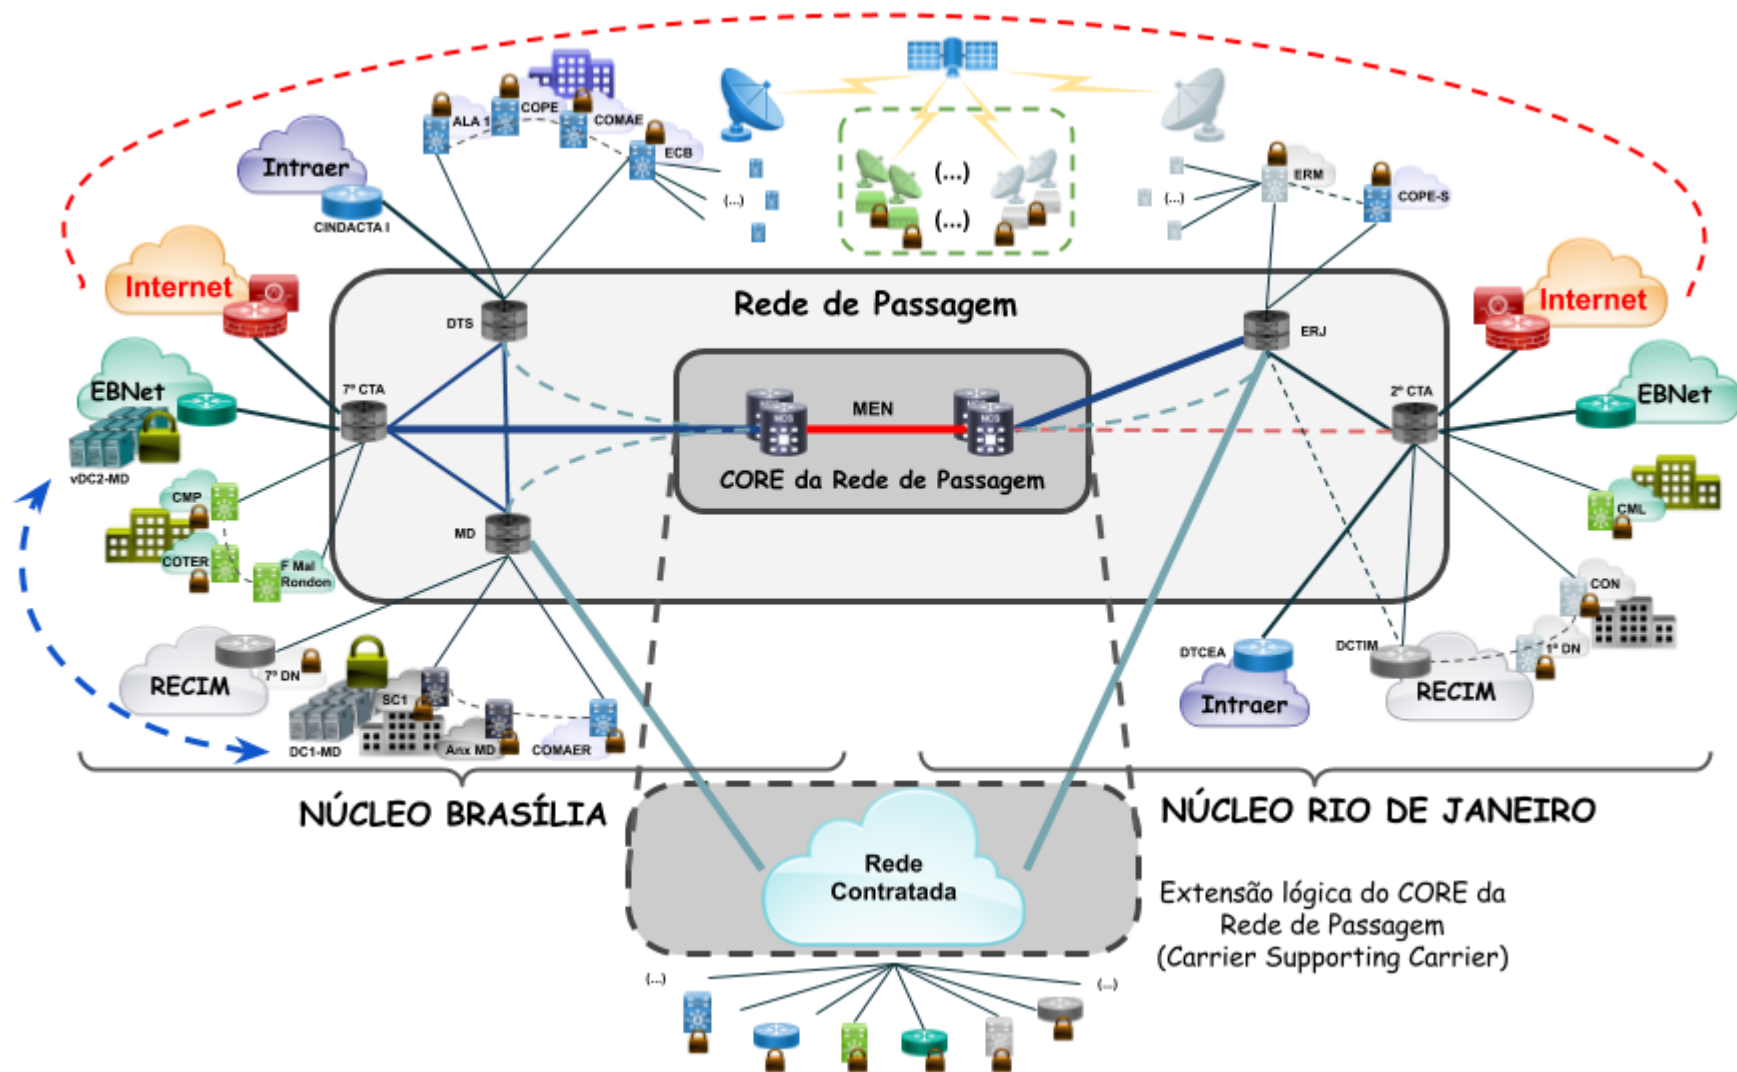 COPE
ALA 1
COMAE
ECB
Intraer
CINDACTA I
(...)
(...)
(...)
(...)
ERM
COPE-S
Internet
Rede de Passagem
DTS
ERJ
Internet
EBNet
7º CTA
2º CTA
EBNet
NCS
MEN
NCS
CORE da Rede de Passagem
vDC2-MD
CMP
COTER
F Mal
Rondon
MD
CML
CON
1º DN
RECIM
7º DN
SC1
DC1-MD
Anx MD
COMAER
DTCEA
Intraer
DCTIM
RECIM
NÚCLEO BRASÍLIA
NÚCLEO RIO DE JANEIRO
Rede
Contratada
Extensão lógica do CORE da
Rede de Passagem
(Carrier Supporting Carrier)
(...)
(...)